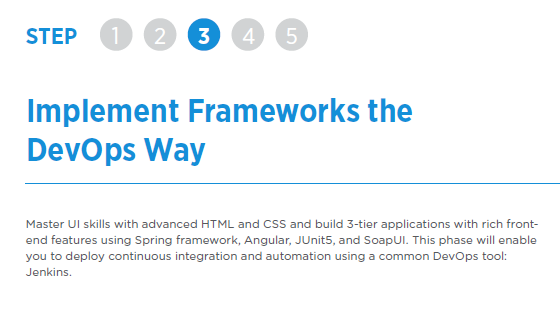 STEP 1 2 3 4 5
Implement Frameworks the
DevOps Way
Master UI skills with advanced HTML and CSS and build 3-tier applications with rich front-
end features using Spring framework, Angular, JUnit5, and SoapUI. This phase will enable
you to deploy continuous integration and automation using a common DevOps tool:
Jenkins.